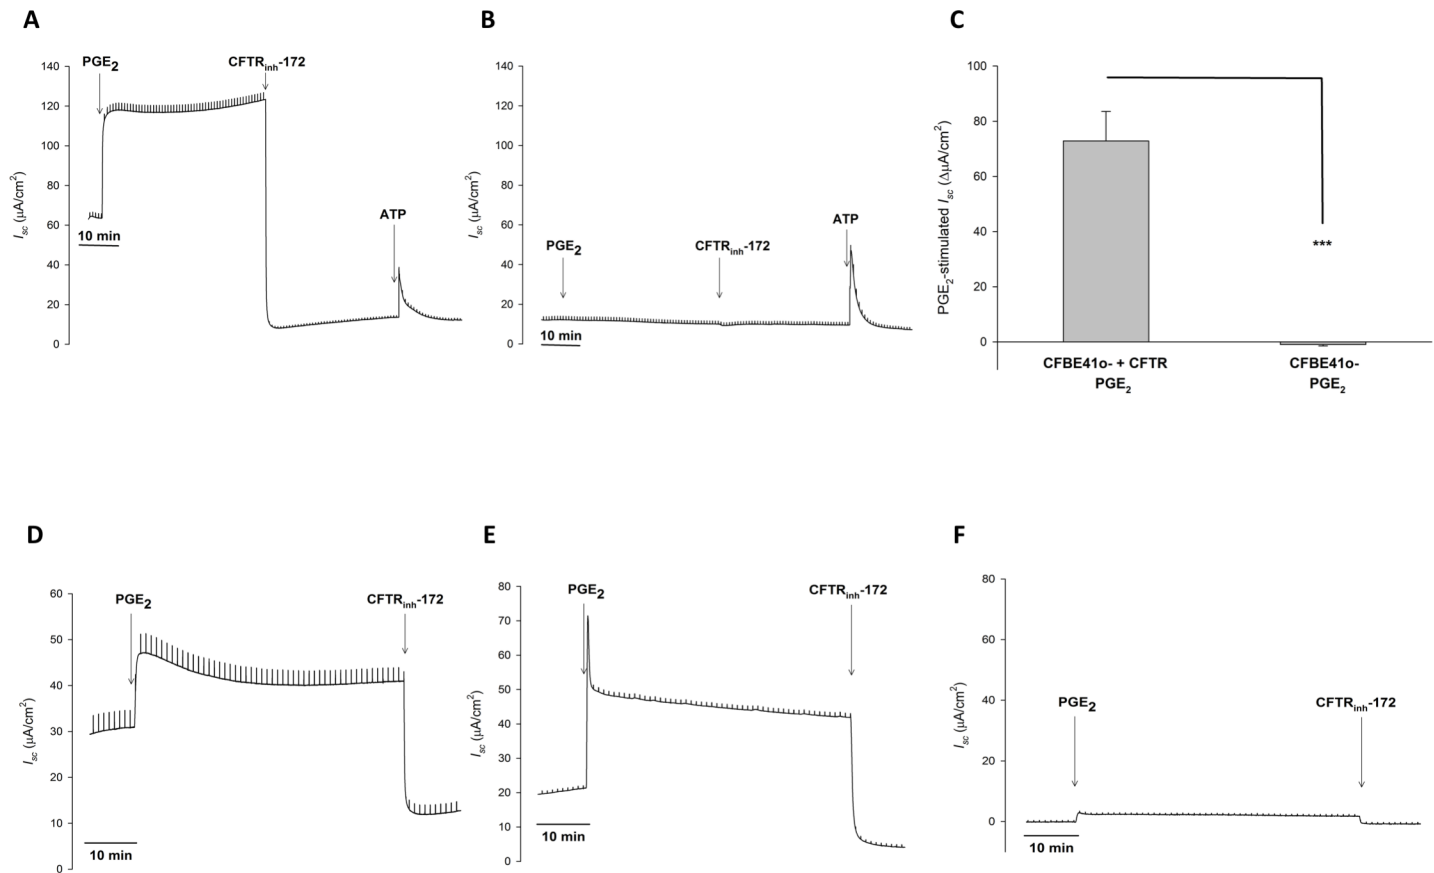 A
PGE2
CFTRinh-172
140
120
100
80
60
40
20
0
Isc (μA/cm2)
10 min
ATP
B
140
120
100
80
60
40
20
0
Isc (μA/cm2)
PGE2
CFTRinh-172
ATP
10 min
C
100
80
60
40
20
0
PGE2-stimulated Isc (ΔμA/cm2)
***
CFBE41o- + CFTR
PGE2
CFBE41o-
PGE2
D
60
50
40
30
20
10
0
Isc (μA/cm2)
PGE2
CFTRinh-172
10 min
E
80
70
60
50
40
30
20
10
0
Isc (μA/cm2)
PGE2
CFTRinh-172
10 min
F
80
60
40
20
0
Isc (μA/cm2)
PGE2
CFTRinh-172
10 min